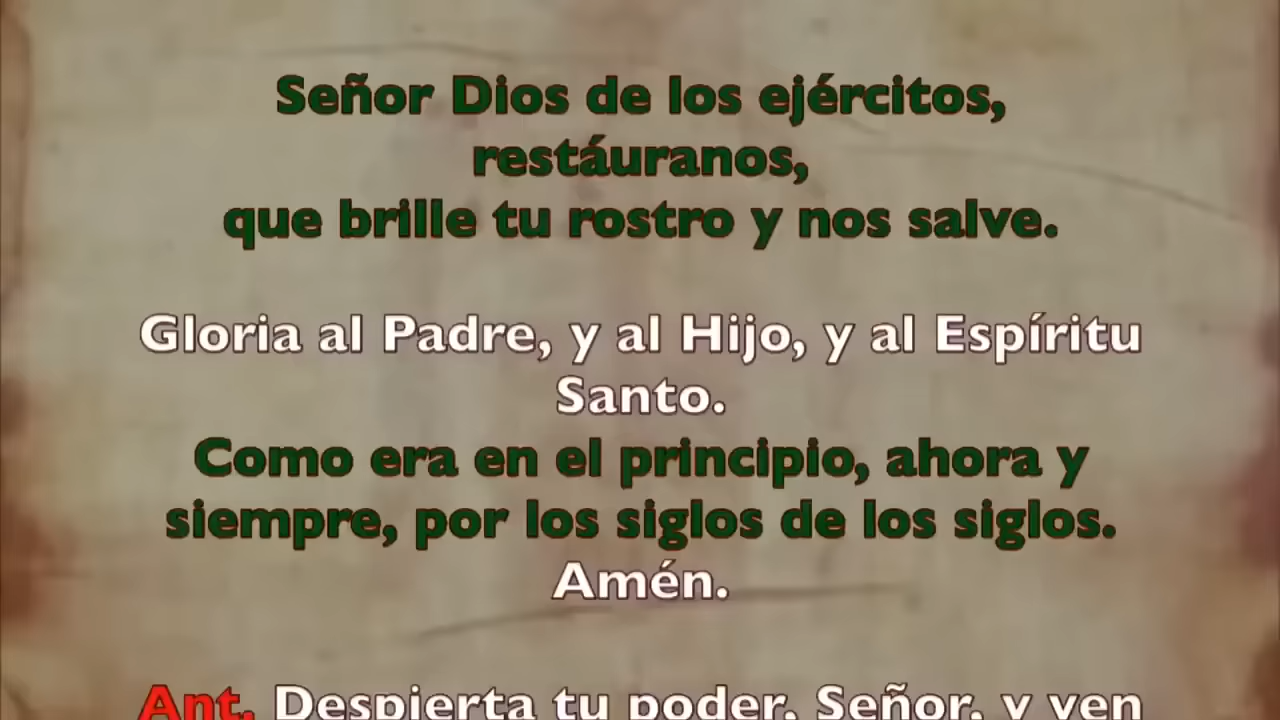 Señor Dios de los ejércitos,
restáuranos,
que brille tu rostro y nos salve.
Gloria al Padre, y al Hijo, y al Espíritu
Santo.
Como era en el principio, ahora y
siempre, por los siglos de los siglos.
Amén.
Ant. Despierta tu poder, Señor, y ven